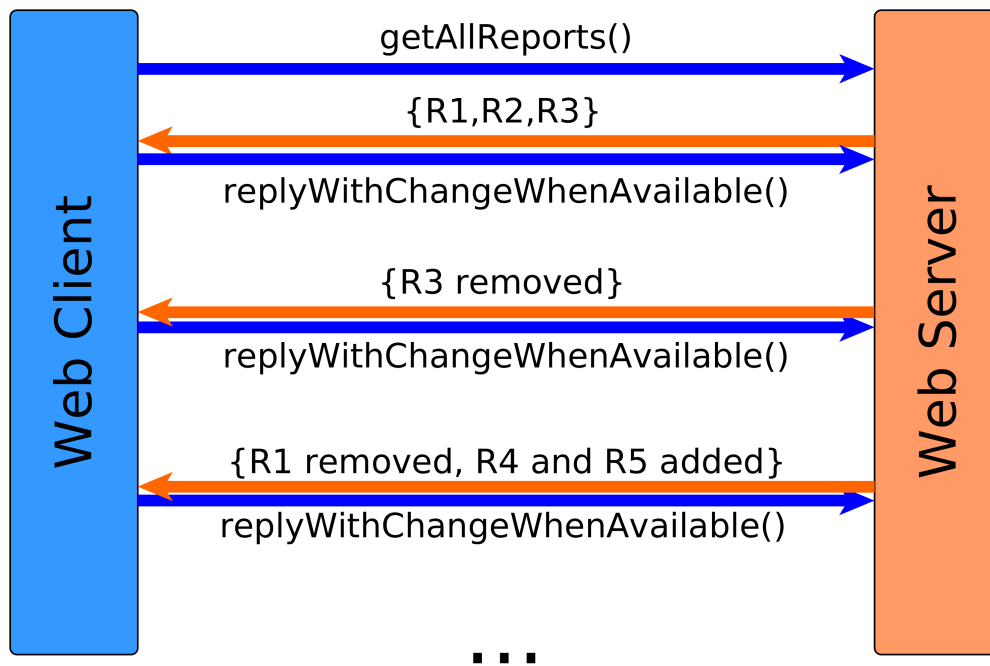 getAllReports()
{R1,R2,R3}
replyWithChangeWhenAvailable()
{R3 removed}
replyWithChangeWhenAvailable()
{R1 removed, R4 and R5 added}
replyWithChangeWhenAvailable()
...
Web Client
Web Server